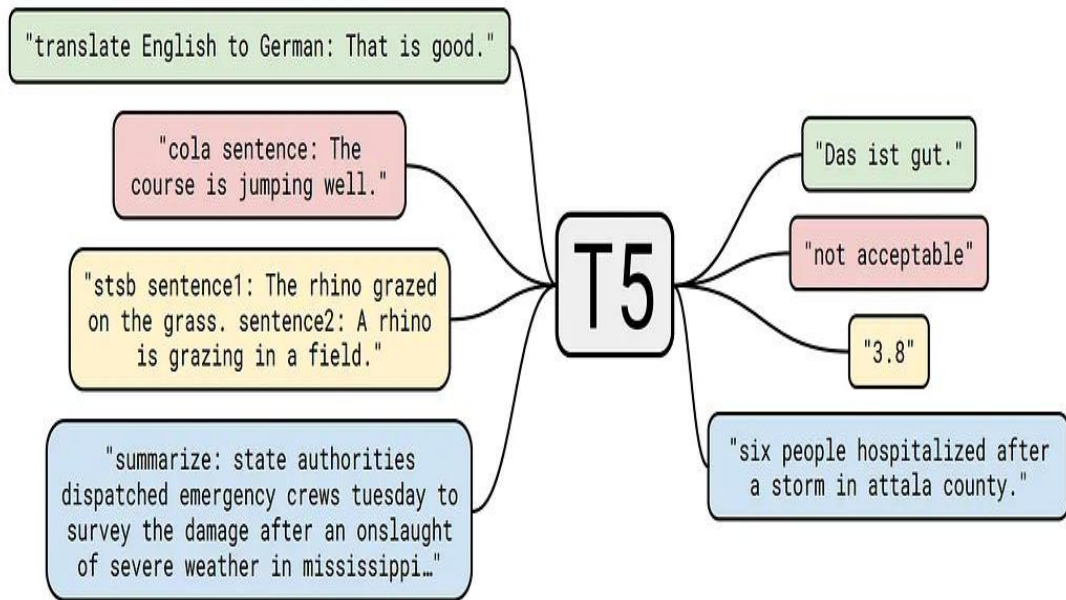 "translate English to German: That is good."
"cola sentence: The
course is jumping well."
"stsb sentence1: The rhino grazed
on the grass. sentence2: A rhino
is grazing in a field."
"summarize: state authorities
dispatched emergency crews tuesday to
survey the damage after an onslaught
of severe weather in mississippi…"
T5
"Das ist gut."
"not acceptable"
"3.8"
"six people hospitalized after
a storm in attala county."